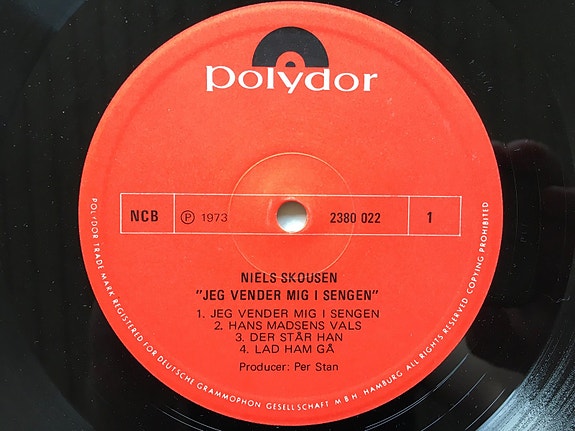 polydor
NCB ℗ 1973 2380 022 1
NIELS SKOUSEN
"JEG VENDER MIG I SENGEN"
1. JEG VENDER MIG I SENGEN
2. HANS MADSENS VALS
3. DER STÅR HAN
4. LAD HAM GÅ
Producer: Per Stan
POLYDOR TRADE MARK REGISTERED FOR DEUTSCHE GRAMMOPHON GESELLSCHAFT M B H. HAMBURG ALL RIGHTS RESERVED COPYING PROHIBITED